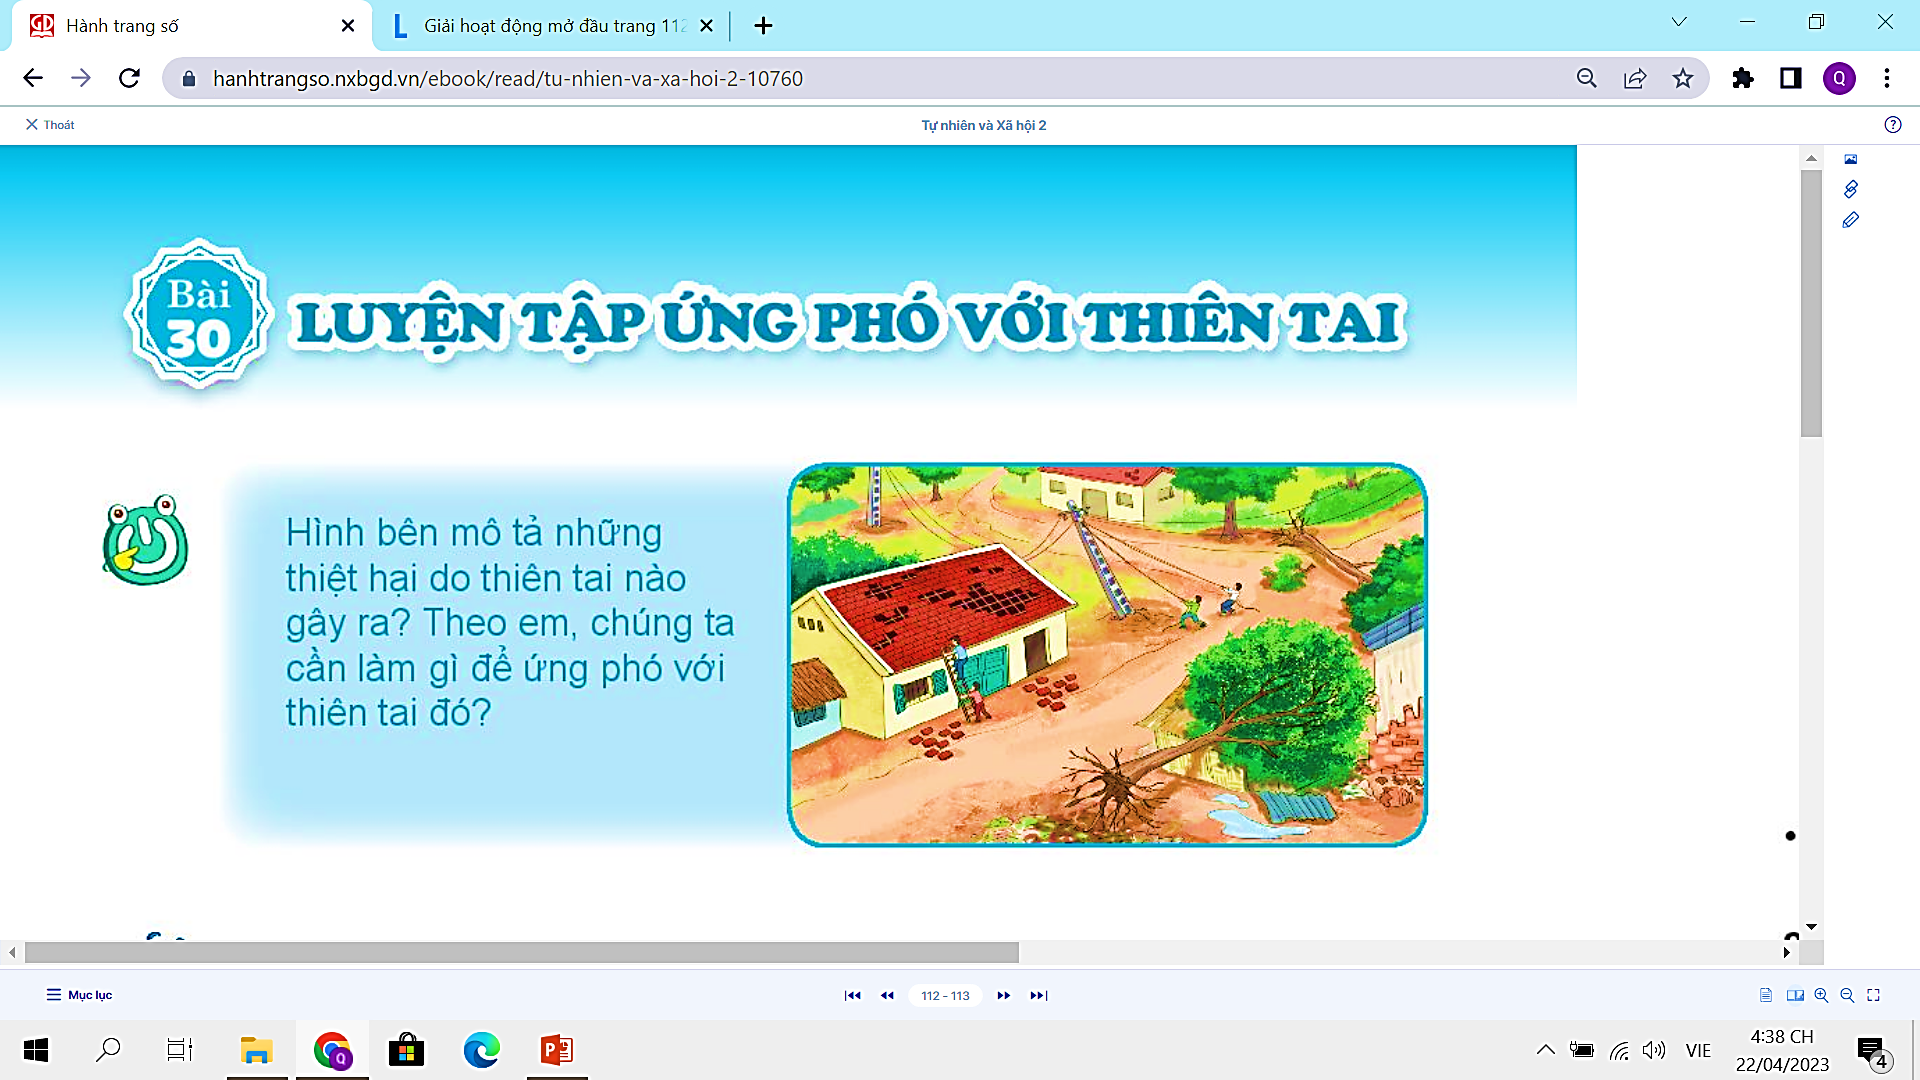 Hành trang số
Giải hoạt động mở đầu trang 112
hanhtrangso.nxbgd.vn/ebook/read/tu-nhien-va-xa-hoi-2-10760
Q
Thoát
Tự nhiên và Xã hội 2
Bài
30
LUYỆN TẬP ỨNG PHÓ VỚI THIÊN TAI
Hình bên mô tả những
thiệt hại do thiên tai nào
gây ra? Theo em, chúng ta
cần làm gì để ứng phó với
thiên tai đó?
Mục lục
112 - 113
Q
VIE
4:38 CH
22/04/2023
4